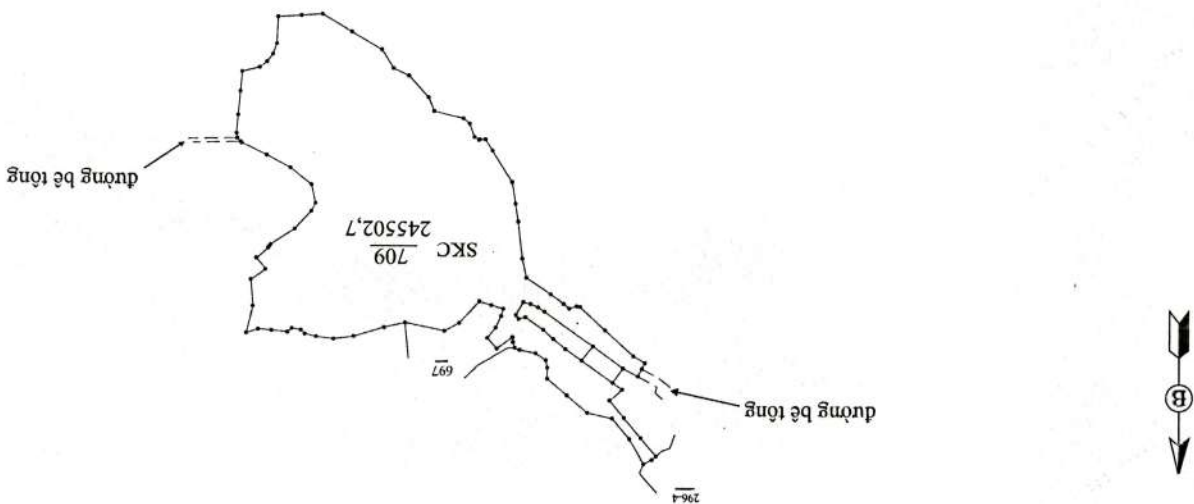 296-4
đường bê tông
697
SKC 709
245502,7
đường bê tông
B